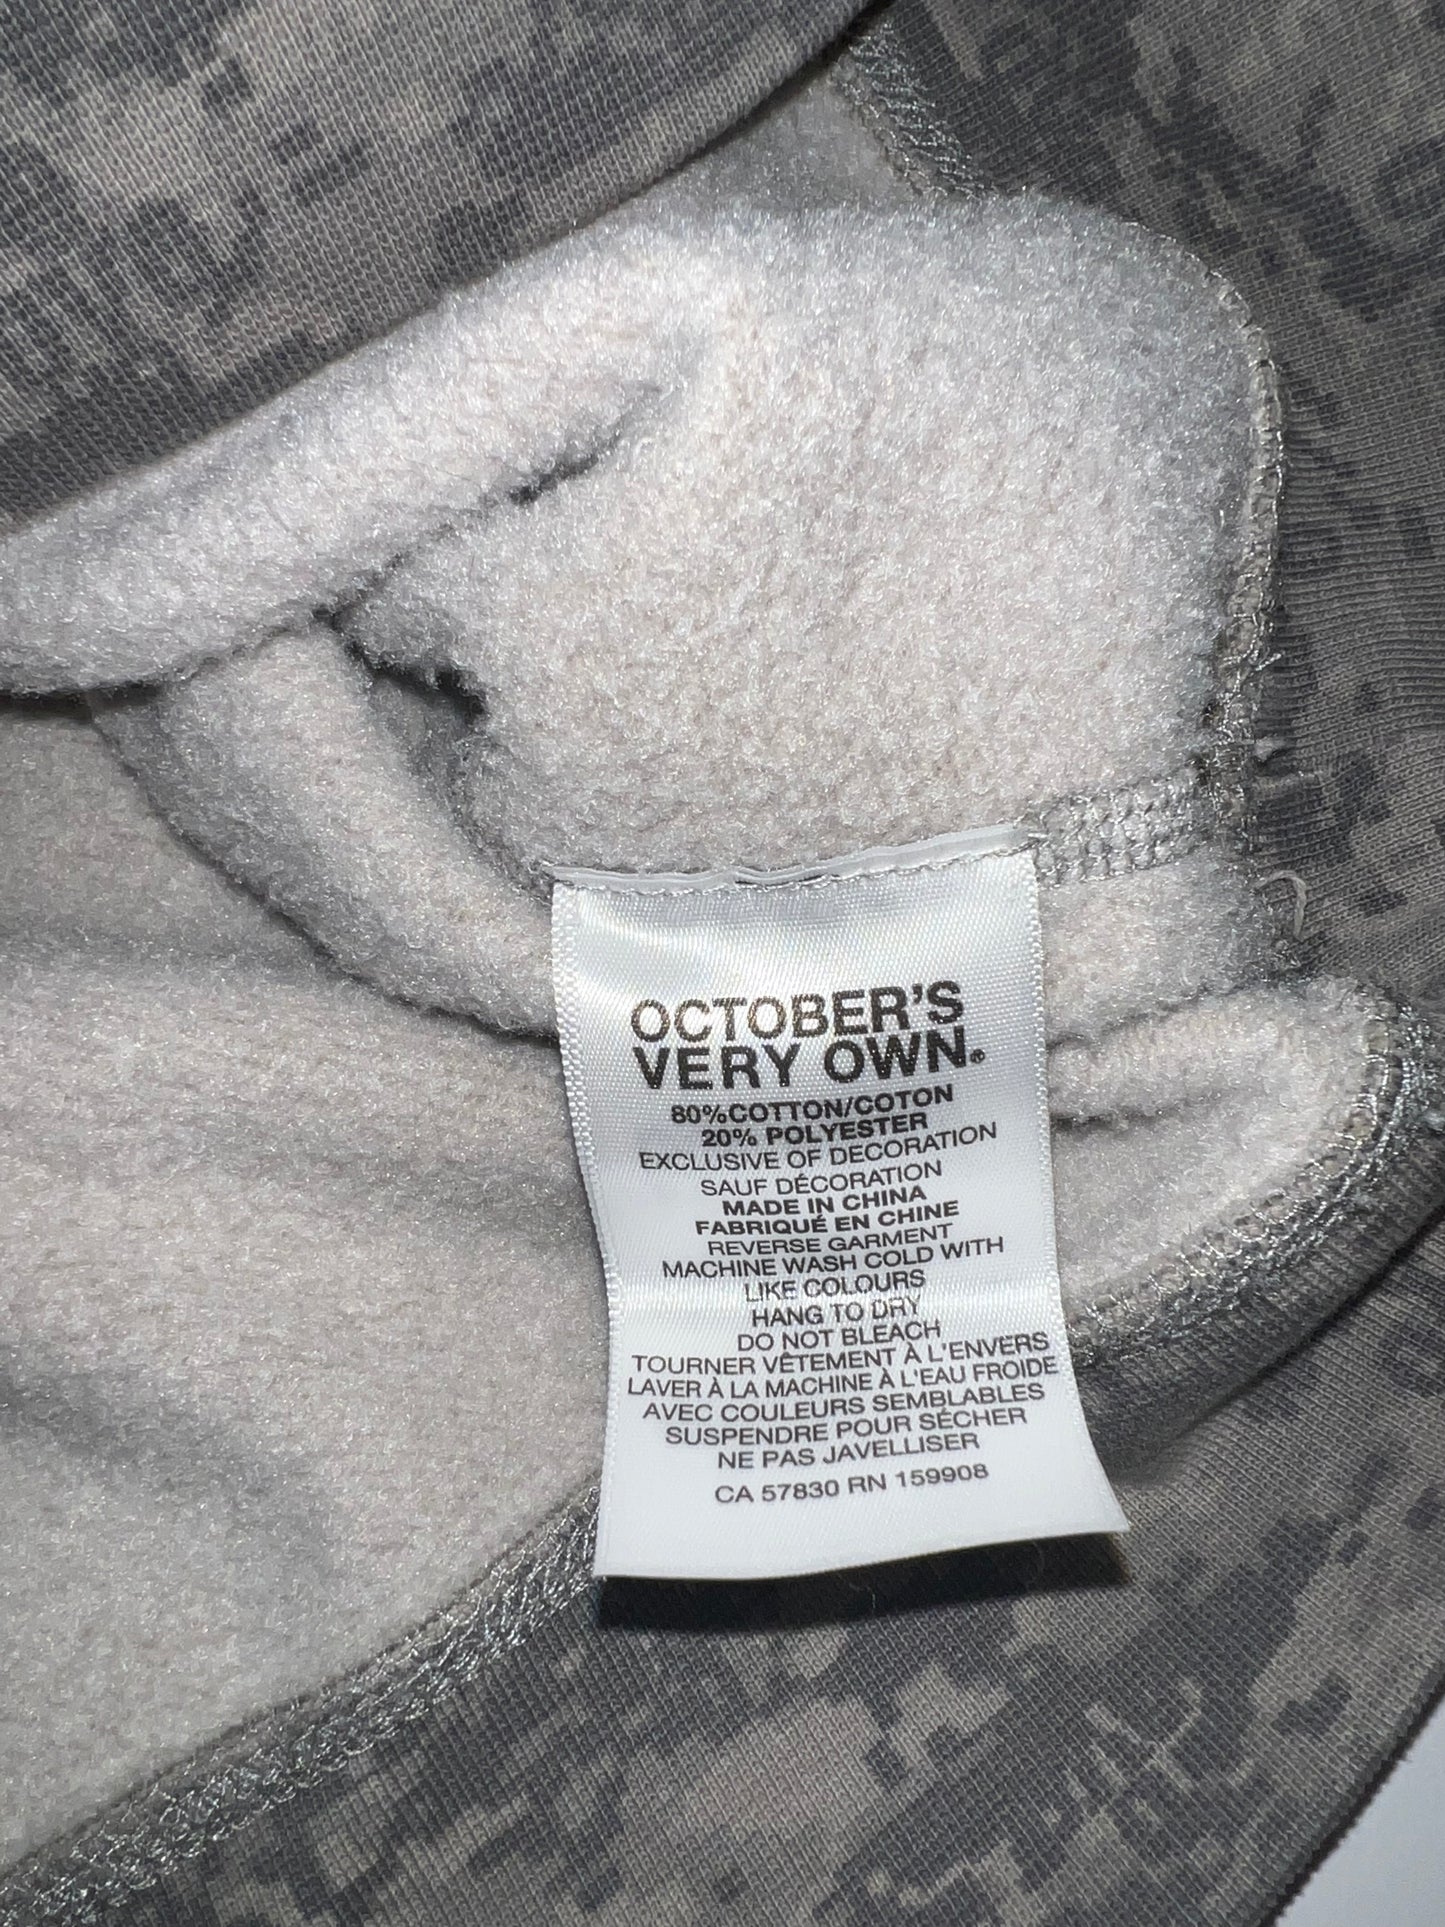 OCTOBER'S
VERY OWN®
80%COTTON/COTON
20% POLYESTER
EXCLUSIVE OF DECORATION
SAUF DÉCORATION
MADE IN CHINA
FABRIQUÉ EN CHINE
REVERSE GARMENT
MACHINE WASH COLD WITH
LIKE COLOURS
HANG TO DRY
DO NOT BLEACH
TOURNER VÊTEMENT À L'ENVERS
LAVER À LA MACHINE À L'EAU FROIDE
AVEC COULEURS SEMBLABLES
SUSPENDRE POUR SÉCHER
NE PAS JAVELLISER
CA 57830 RN 159908